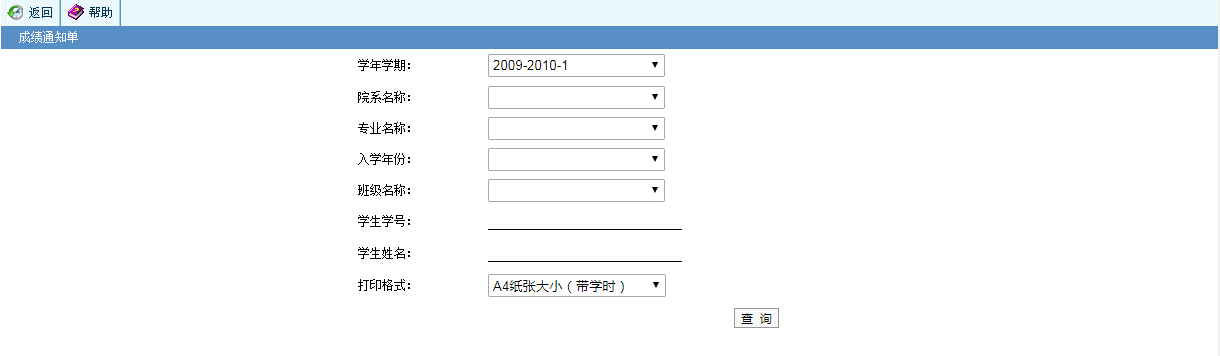 返回 帮助
成绩通知单
学年学期： 2009-2010-1
院系名称：
专业名称：
入学年份：
班级名称：
学生学号：
学生姓名：
打印格式： A4纸张大小（带学时）
查 询